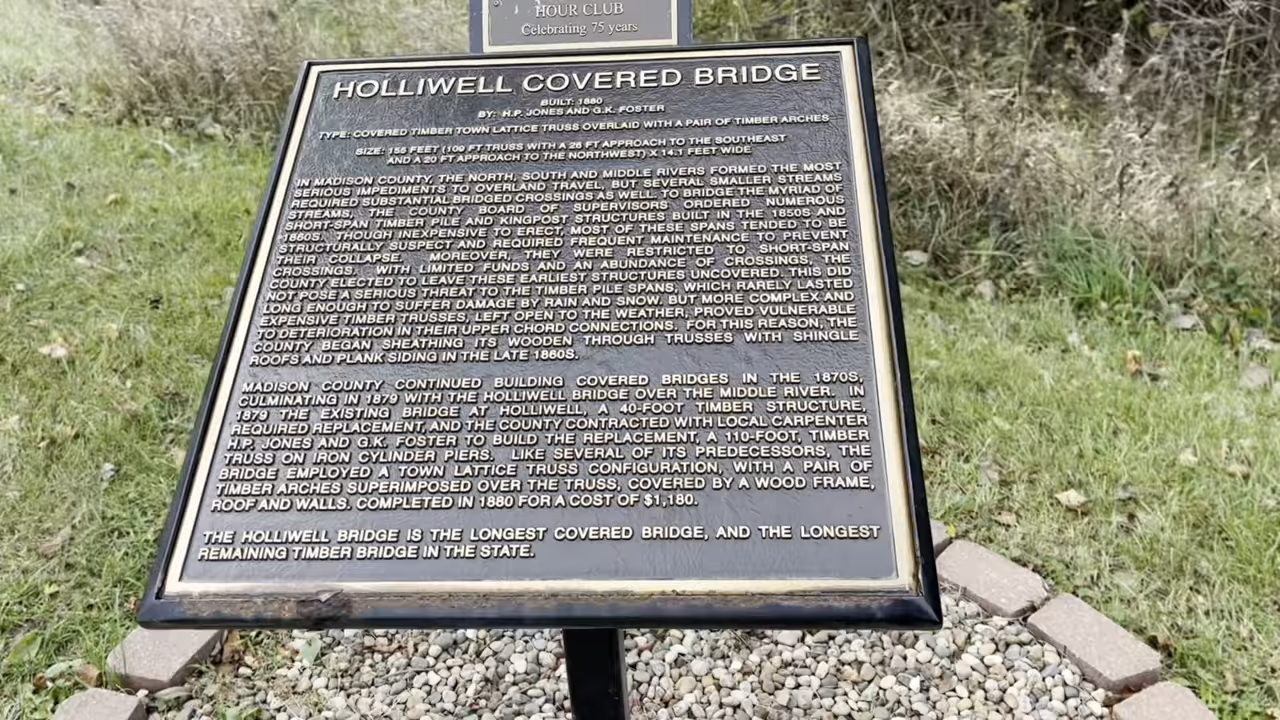 HOUR CLUB
Celebrating 75 years
HOLLIWELL COVERED BRIDGE
BUILT: 1880
BY: H.P. JONES AND G.K. FOSTER
TYPE: COVERED TIMBER TOWN LATTICE TRUSS OVERLAID WITH A PAIR OF TIMBER ARCHES
SIZE: 155 FEET (109 FT TRUSS WITH A 26 FT APPROACH TO THE SOUTHEAST
AND A 20 FT APPROACH TO THE NORTHWEST) X 14.1 FEET WIDE
IN MADISON COUNTY, THE NORTH, SOUTH AND MIDDLE RIVERS FORMED THE MOST
SERIOUS IMPEDIMENTS TO OVERLAND TRAVEL, BUT SEVERAL SMALLER STREAMS
REQUIRED SUBSTANTIAL BRIDGED CROSSINGS AS WELL. TO BRIDGE THE MYRIAD OF
STREAMS, THE COUNTY BOARD OF SUPERVISORS ORDERED NUMEROUS
SHORT-SPAN TIMBER PILE AND KINGPOST STRUCTURES BUILT IN THE 1850S AND
1860S. THOUGH INEXPENSIVE TO ERECT, MOST OF THESE SPANS TENDED TO BE
STRUCTURALLY SUSPECT AND REQUIRED FREQUENT MAINTENANCE TO PREVENT
THEIR COLLAPSE. MOREOVER, THEY WERE RESTRICTED TO SHORT-SPAN
CROSSINGS. WITH LIMITED FUNDS AND AN ABUNDANCE OF CROSSINGS, THE
COUNTY ELECTED TO LEAVE THESE EARLIEST STRUCTURES UNCOVERED. THIS DID
NOT POSE A SERIOUS THREAT TO THE TIMBER PILE SPANS, WHICH RARELY LASTED
LONG ENOUGH TO SUFFER DAMAGE BY RAIN AND SNOW. BUT MORE COMPLEX AND
EXPENSIVE TIMBER TRUSSES, LEFT OPEN TO THE WEATHER, PROVED VULNERABLE
TO DETERIORATION IN THEIR UPPER CHORD CONNECTIONS. FOR THIS REASON, THE
COUNTY BEGAN SHEATHING ITS WOODEN THROUGH TRUSSES WITH SHINGLE
ROOFS AND PLANK SIDING IN THE LATE 1860S.
MADISON COUNTY CONTINUED BUILDING COVERED BRIDGES IN THE 1870S,
CULMINATING IN 1879 WITH THE HOLLIWELL BRIDGE OVER THE MIDDLE RIVER. IN
1879 THE EXISTING BRIDGE AT HOLLIWELL, A 40-FOOT TIMBER STRUCTURE,
REQUIRED REPLACEMENT, AND THE COUNTY CONTRACTED WITH LOCAL CARPENTER
H.P. JONES AND G.K. FOSTER TO BUILD THE REPLACEMENT, A 110-FOOT, TIMBER
TRUSS ON IRON CYLINDER PIERS. LIKE SEVERAL OF ITS PREDECESSORS, THE
BRIDGE EMPLOYED A TOWN LATTICE TRUSS CONFIGURATION, WITH A PAIR OF
TIMBER ARCHES SUPERIMPOSED OVER THE TRUSS, COVERED BY A WOOD FRAME,
ROOF AND WALLS. COMPLETED IN 1880 FOR A COST OF $1,180.
THE HOLLIWELL BRIDGE IS THE LONGEST COVERED BRIDGE, AND THE LONGEST
REMAINING TIMBER BRIDGE IN THE STATE.